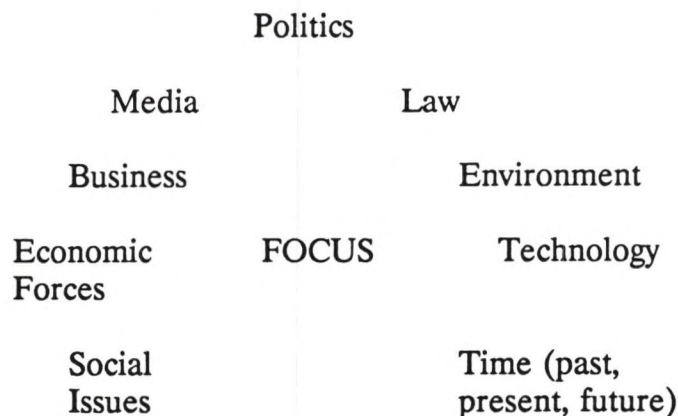 Politics
Media Law
Business Environment
Economic FOCUS Technology
Forces
Social Time (past,
Issues present, future)